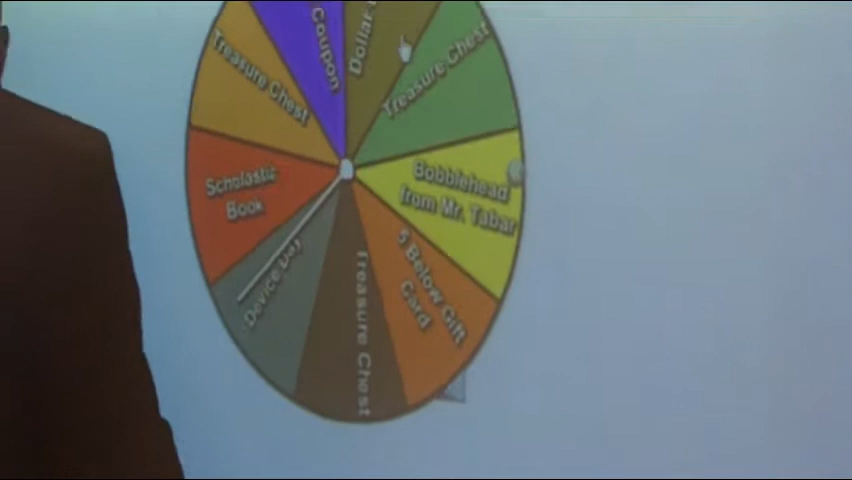 Coupon
Dollar
Treasure Chest
Treasure Chest
Scholastic
Book
Bobblehead
from Mr. Tabar
Device Day
Treasure Chest
5 Below Gift
Card